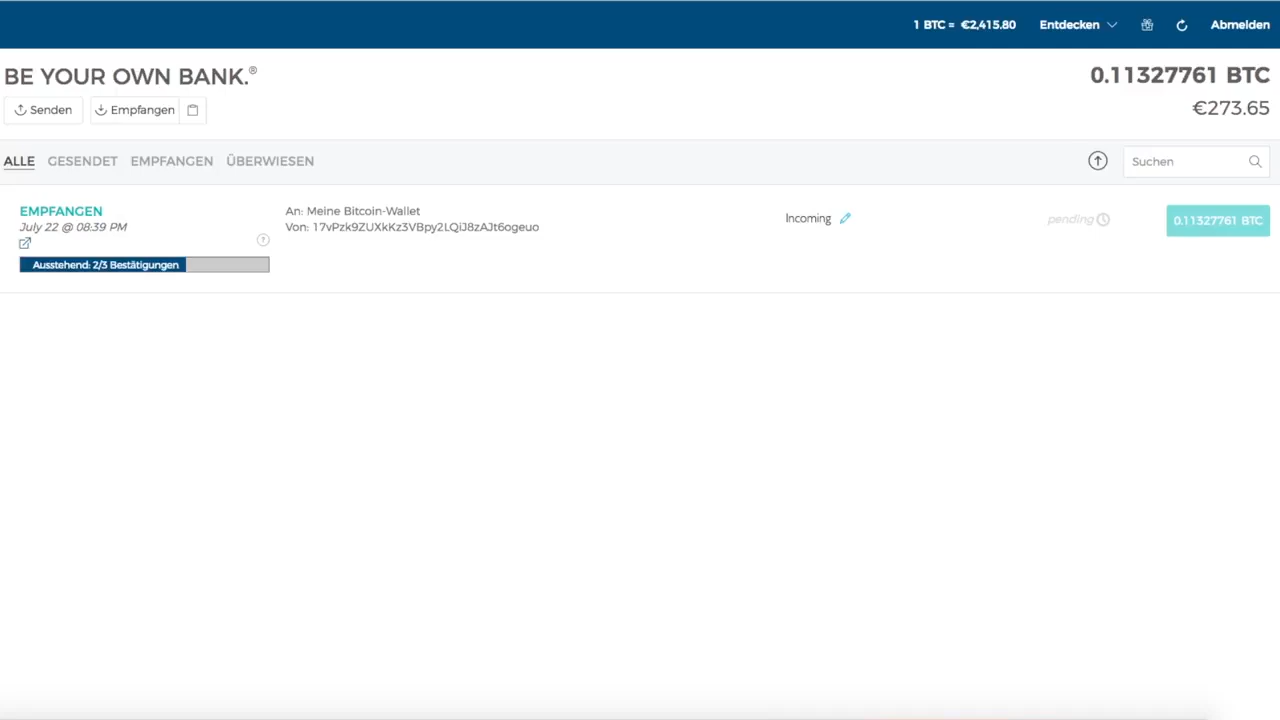 1 BTC = €2,415.80 Entdecken Abmelden
BE YOUR OWN BANK.®
0.11327761 BTC
Senden Empfangen
€273.65
ALLE GESENDET EMPFANGEN ÜBERWIESEN Suchen
EMPFANGEN
July 22 @ 08:39 PM
?
Ausstehend: 2/3 Bestätigungen
An: Meine Bitcoin-Wallet
Von: 17vPzk9ZUXkKz3VBpy2LQiJ8zAJt6ogeuo
Incoming
pending
0.11327761 BTC